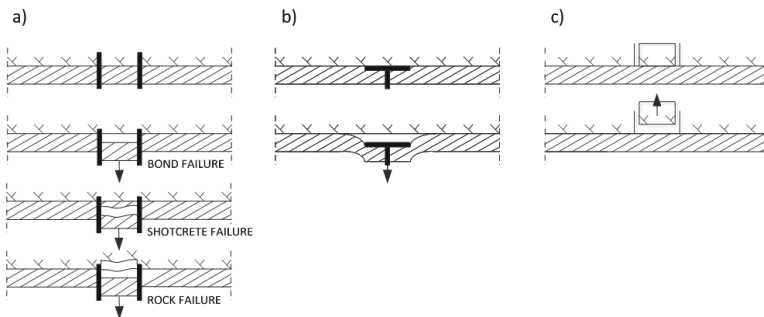 a)
b)
c)
BOND FAILURE
SHOTCRETE FAILURE
ROCK FAILURE